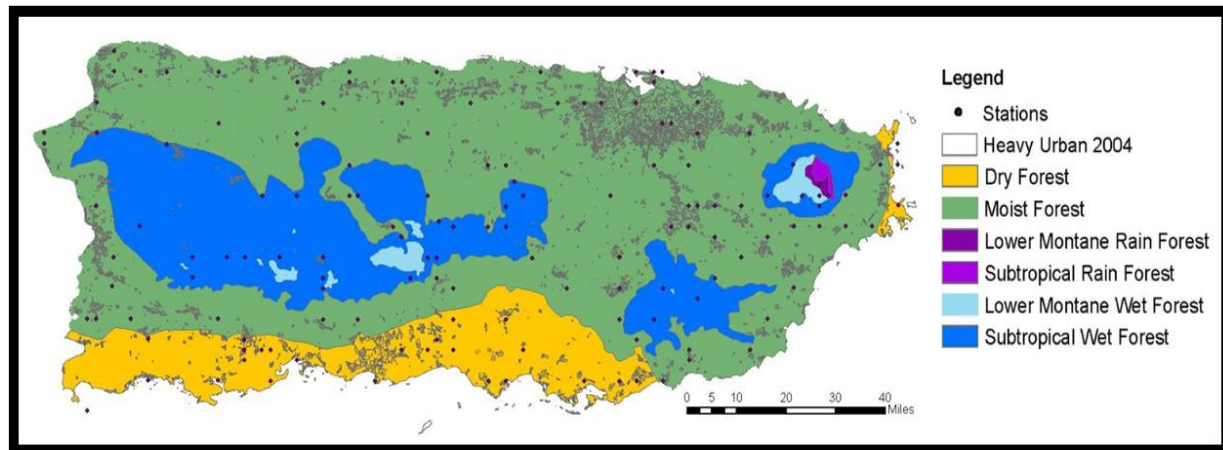 Legend
Stations
Heavy Urban 2004
Dry Forest
Moist Forest
Lower Montane Rain Forest
Subtropical Rain Forest
Lower Montane Wet Forest
Subtropical Wet Forest
0 5 10 20 30 40
Miles